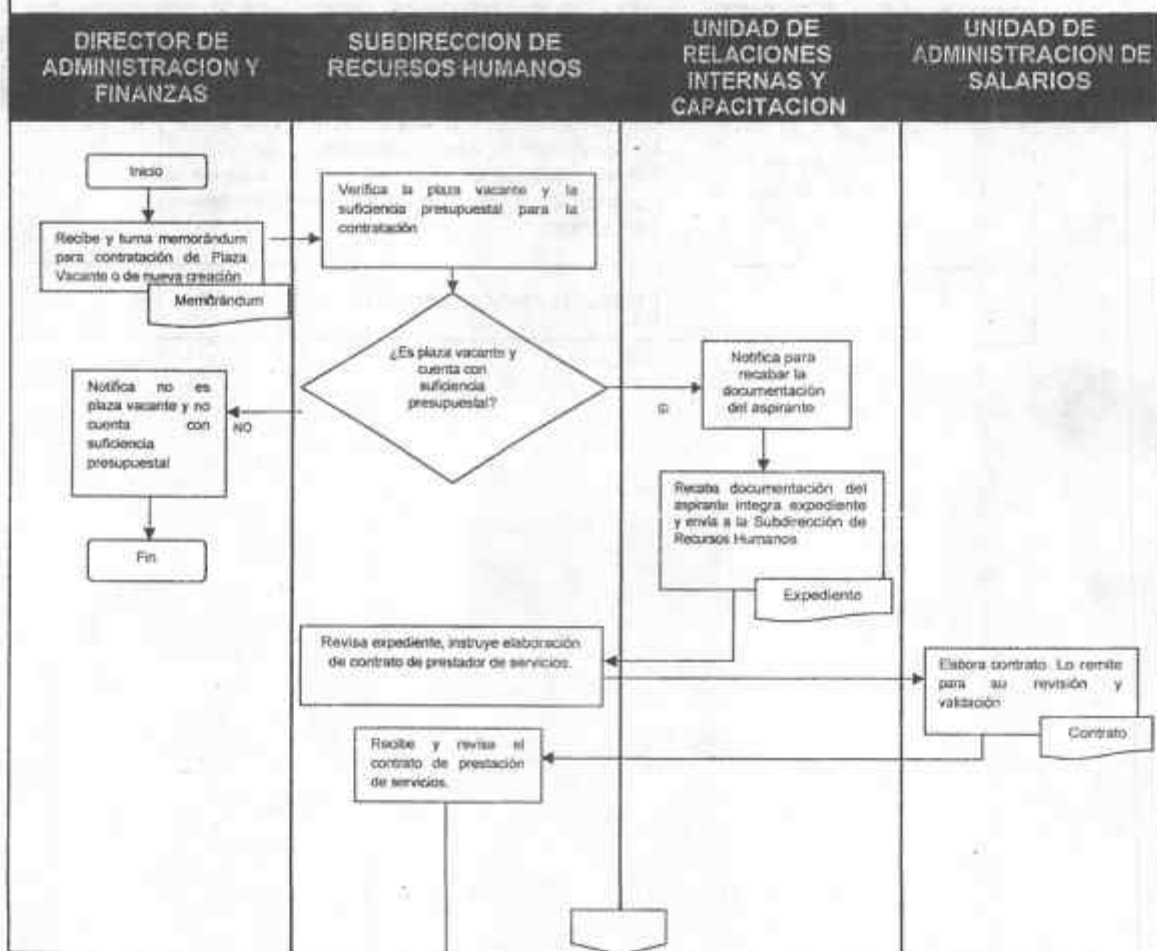 DIRECTOR DE
ADMINISTRACION Y
FINANZAS
SUBDIRECCION DE
RECURSOS HUMANOS
UNIDAD DE
RELACIONES
INTERNAS Y
CAPACITACION
UNIDAD DE
ADMINISTRACION DE
SALARIOS
Inicio
Recibe y turna memorándum
para contratación de Plaza
Vacante o de nueva creación
Memorándum
Verifica la plaza vacante y la
suficiencia presupuestal para la
contratación
¿Es plaza vacante y
cuenta con
suficiencia
presupuestal?
NO
SI
Notifica no es
plaza vacante y no
cuenta con
suficiencia
presupuestal
Fin
Notifica para
recabar la
documentación
del aspirante
Recaba documentación del
aspirante integra expediente
y envía a la Subdirección de
Recursos Humanos
Expediente
Revisa expediente, instruye elaboración
de contrato de prestador de servicios.
Elabora contrato. Lo remite
para su revisión y
validación
Contrato
Recibe y revisa el
contrato de prestación
de servicios.